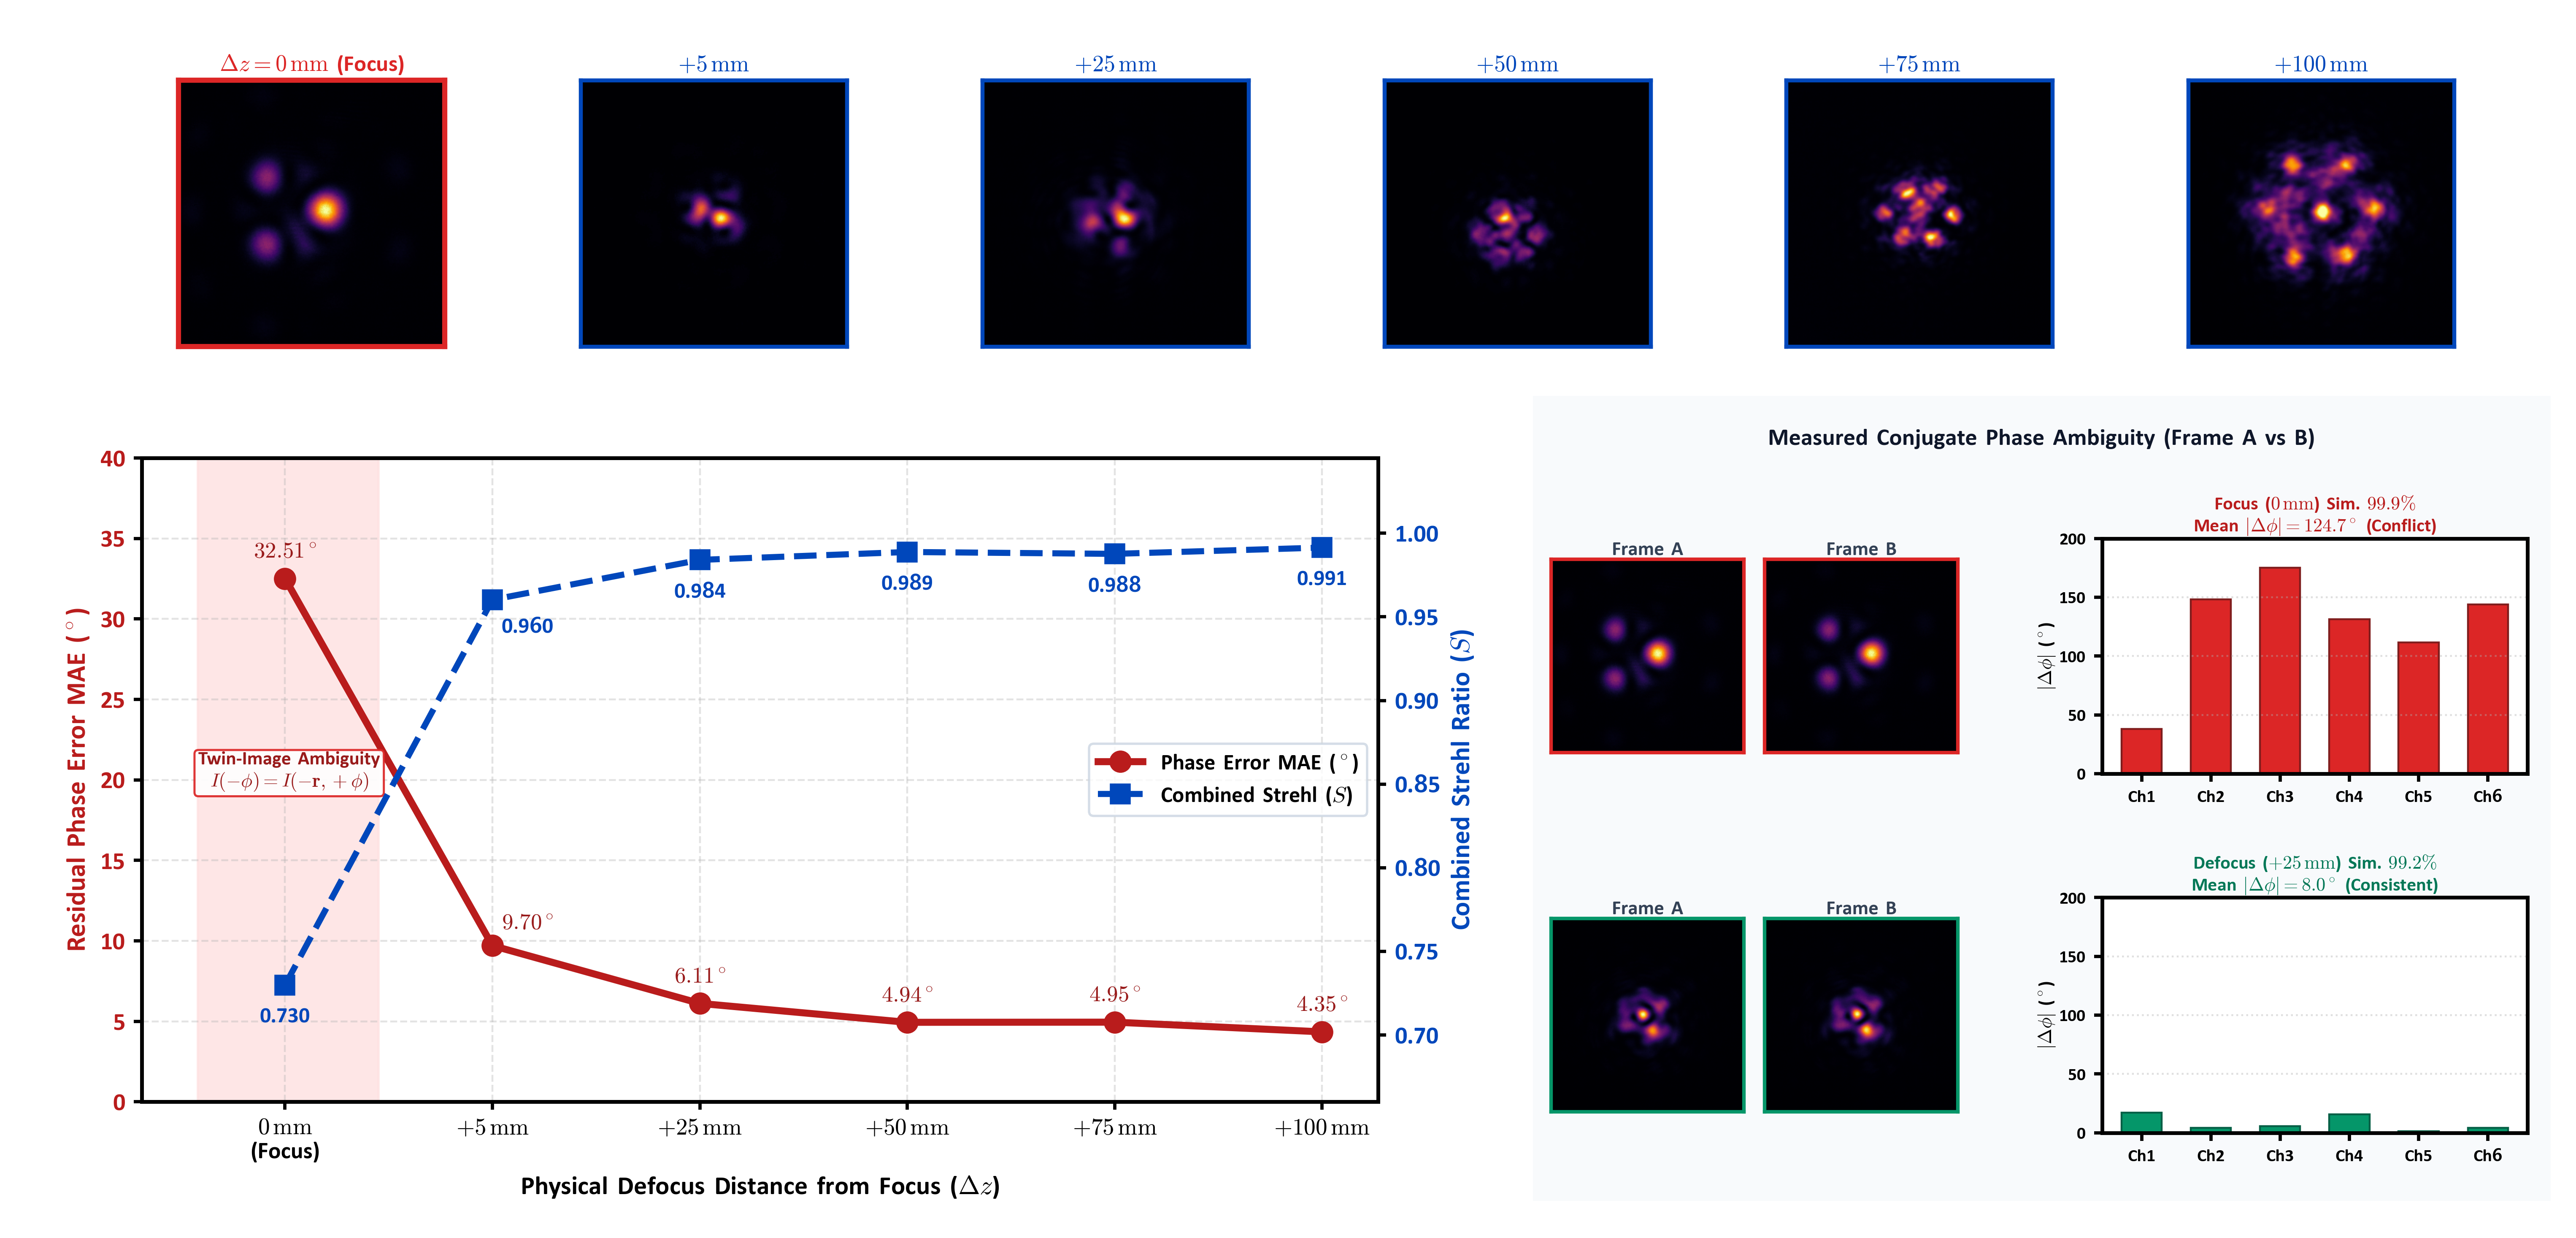 Δz = 0 mm (Focus)
+5 mm
+25 mm
+50 mm
+75 mm
+100 mm
Residual Phase Error MAE (°)
40
35
30
25
20
15
10
5
0
32.51°
9.70°
6.11°
4.94°
4.95°
4.35°
0.730
0.960
0.984
0.989
0.988
0.991
Twin-Image Ambiguity
I(−ϕ) = I(−r, +ϕ)
Phase Error MAE (°)
Combined Strehl (S)
1.00
0.95
0.90
0.85
0.80
0.75
0.70
Combined Strehl Ratio (S)
0 mm
(Focus)
+5 mm
+25 mm
+50 mm
+75 mm
+100 mm
Physical Defocus Distance from Focus (Δz)
Measured Conjugate Phase Ambiguity (Frame A vs B)
Frame A
Frame B
Focus (0 mm) Sim. 99.9%
Mean |Δϕ| = 124.7° (Conflict)
|Δϕ| (°)
200
150
100
50
0
Ch1
Ch2
Ch3
Ch4
Ch5
Ch6
Frame A
Frame B
Defocus (+25 mm) Sim. 99.2%
Mean |Δϕ| = 8.0° (Consistent)
|Δϕ| (°)
200
150
100
50
0
Ch1
Ch2
Ch3
Ch4
Ch5
Ch6